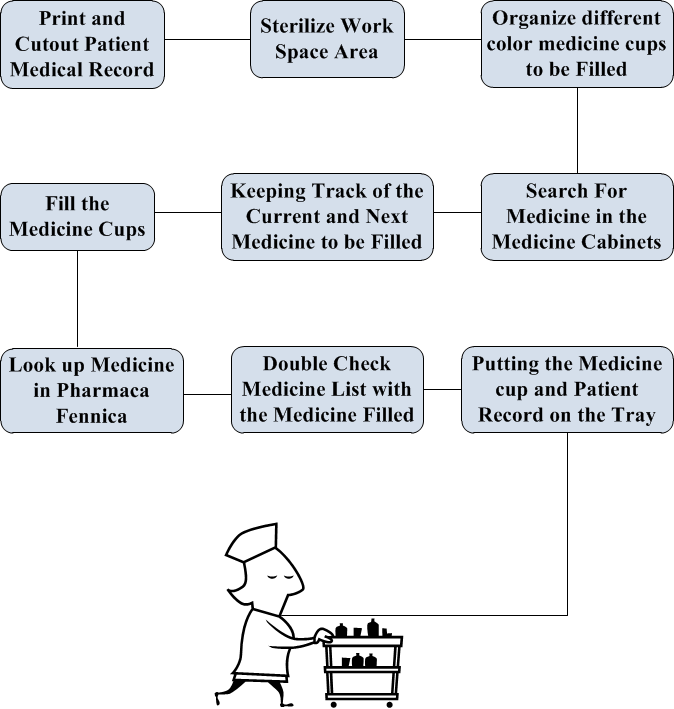 Print and
Cutout Patient
Medical Record
Sterilize Work
Space Area
Organize different
color medicine cups
to be Filled
Search For
Medicine in the
Medicine Cabinets
Keeping Track of the
Current and Next
Medicine to be Filled
Fill the
Medicine Cups
Look up Medicine
in Pharmaca
Fennica
Double Check
Medicine List with
the Medicine Filled
Putting the Medicine
cup and Patient
Record on the Tray